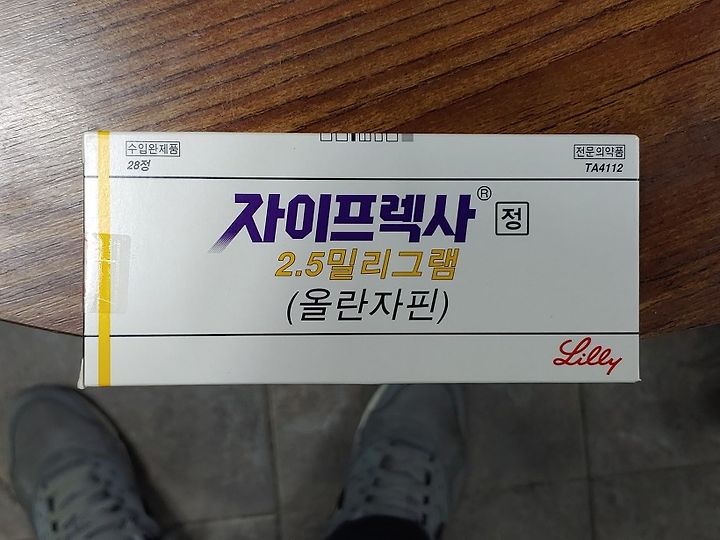 수입완제품
28정
전문의약품
TA4112
자이프렉사® 정
2.5밀리그램
(올란자핀)
Lilly